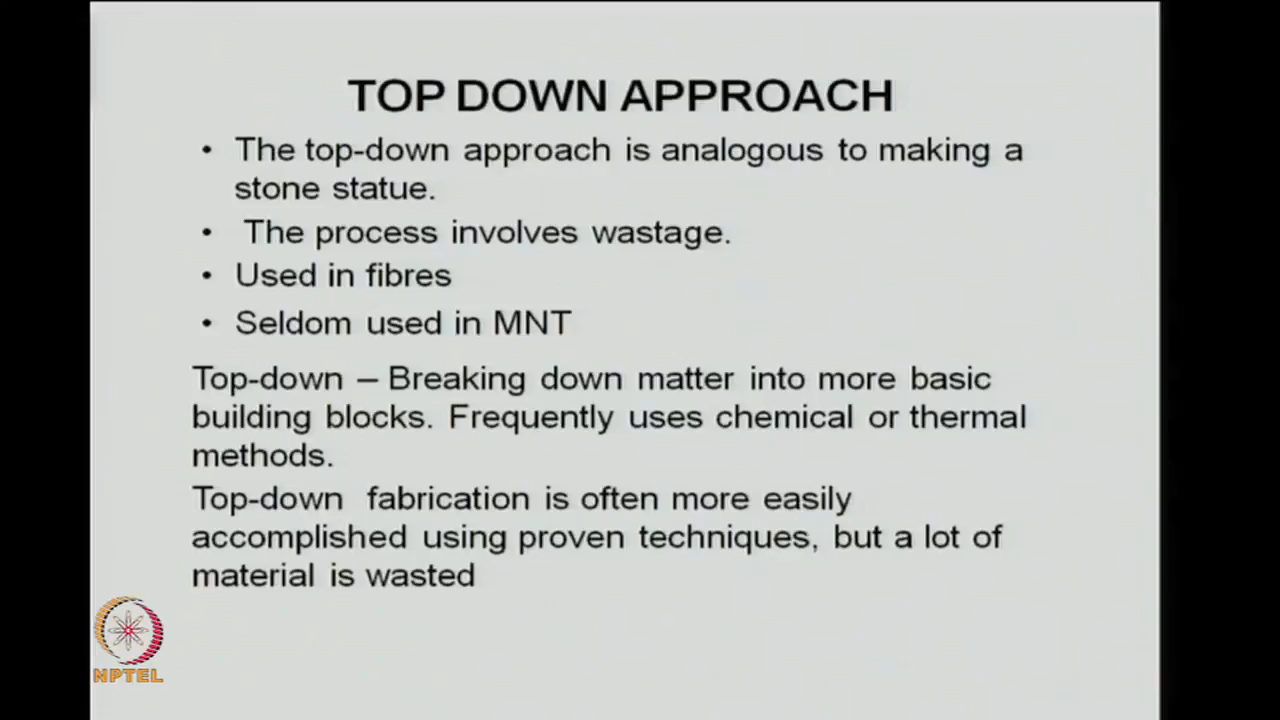 TOP DOWN APPROACH
• The top-down approach is analogous to making a
stone statue.
• The process involves wastage.
• Used in fibres
• Seldom used in MNT
Top-down – Breaking down matter into more basic
building blocks. Frequently uses chemical or thermal
methods.
Top-down fabrication is often more easily
accomplished using proven techniques, but a lot of
material is wasted
NPTEL